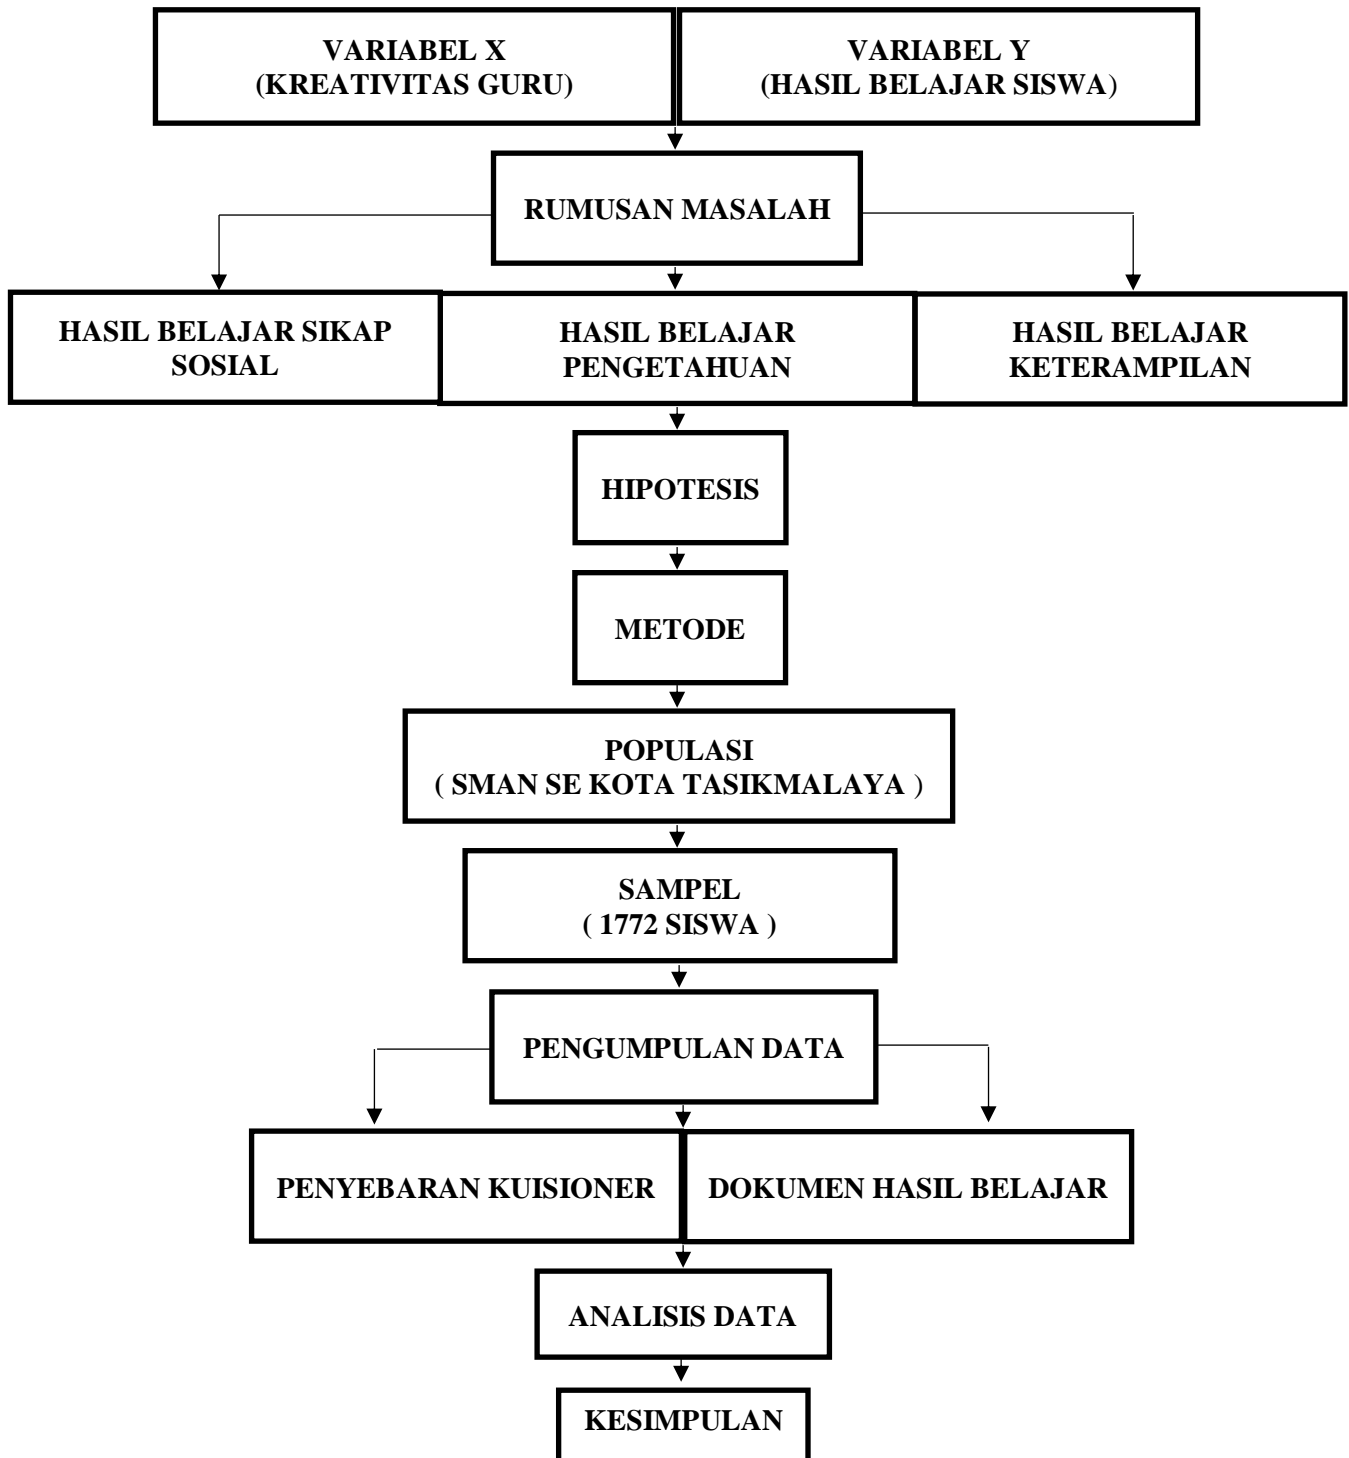 VARIABEL X
(KREATIVITAS GURU)
VARIABEL Y
(HASIL BELAJAR SISWA)
RUMUSAN MASALAH
HASIL BELAJAR SIKAP
SOSIAL
HASIL BELAJAR
PENGETAHUAN
HASIL BELAJAR
KETERAMPILAN
HIPOTESIS
METODE
POPULASI
( SMAN SE KOTA TASIKMALAYA )
SAMPEL
( 1772 SISWA )
PENGUMPULAN DATA
PENYEBARAN KUISIONER
DOKUMEN HASIL BELAJAR
ANALISIS DATA
KESIMPULAN